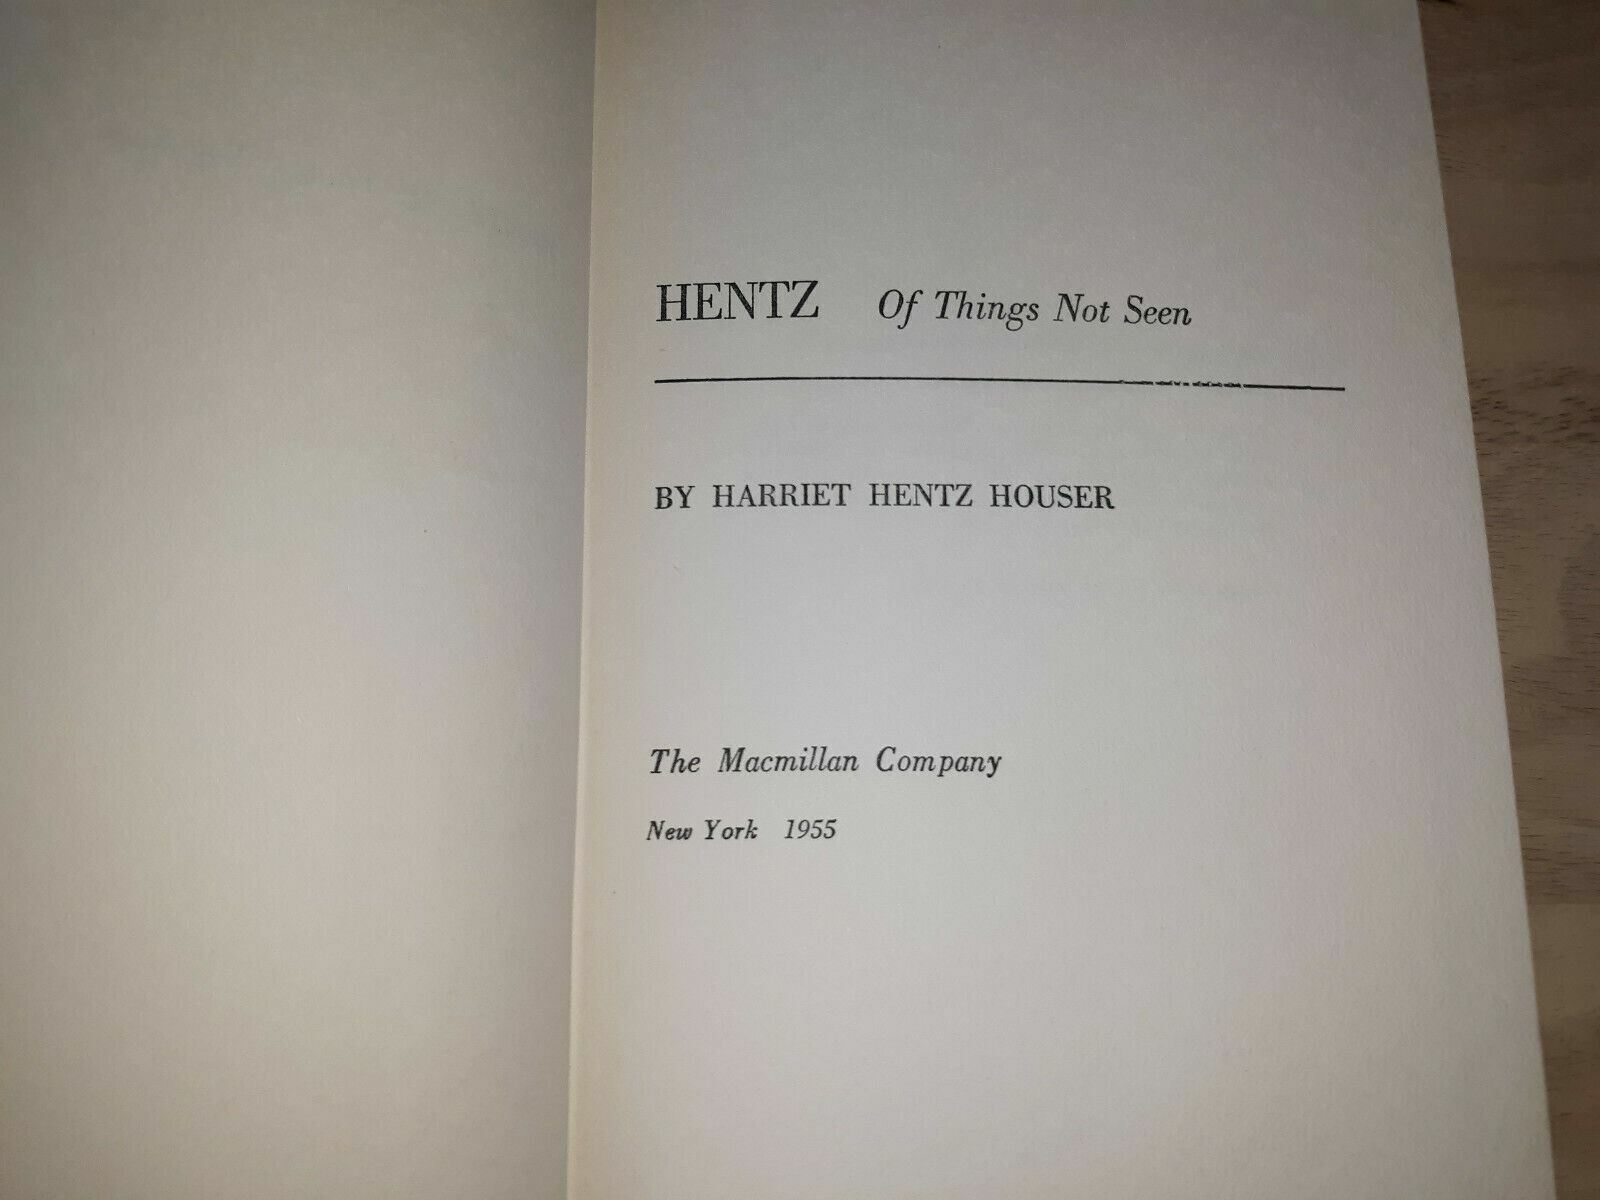 HENTZ Of Things Not Seen
BY HARRIET HENTZ HOUSER
The Macmillan Company
New York 1955